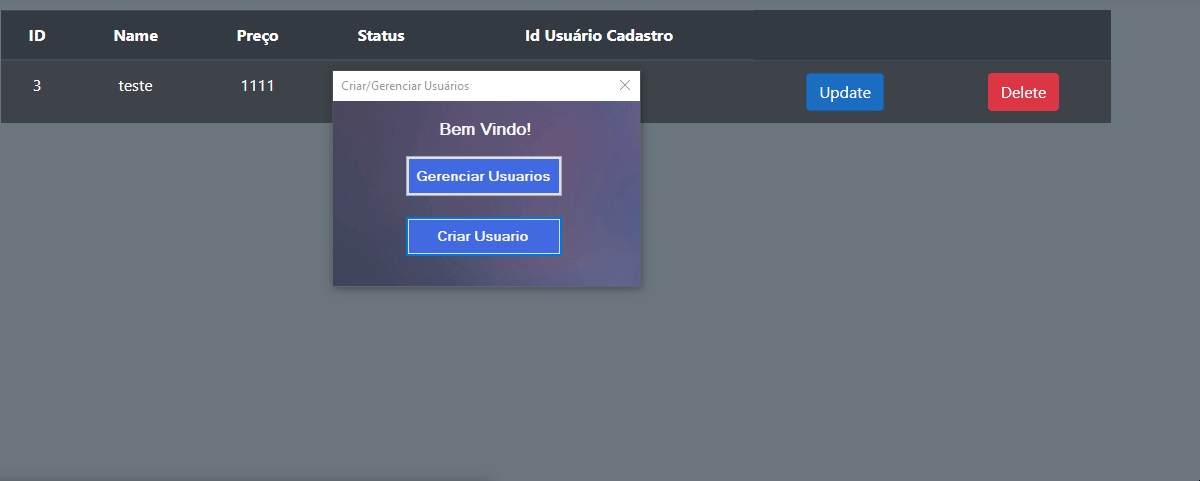 ID Name Preço Status Id Usuário Cadastro
3 teste 1111 Update Delete
Criar/Gerenciar Usuários
Bem Vindo!
Gerenciar Usuarios
Criar Usuario